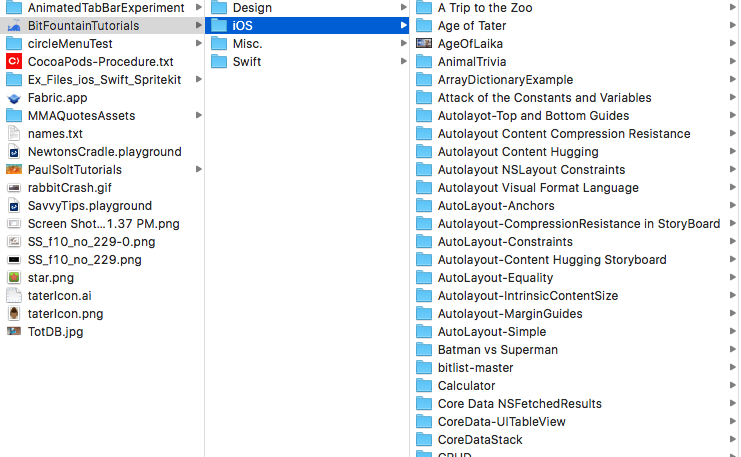 AnimatedTabBarExperiment
BitFountainTutorials
circleMenuTest
CocoaPods-Procedure.txt
Ex_Files_ios_Swift_Spritekit
Fabric.app
MMAQuotesAssets
names.txt
NewtonsCradle.playground
PaulSoltTutorials
rabbitCrash.gif
SavvyTips.playground
Screen Shot...1.37 PM.png
SS_f10_no_229-0.png
SS_f10_no_229.png
star.png
taterIcon.ai
taterIcon.png
TotDB.jpg
Design
iOS
Misc.
Swift
A Trip to the Zoo
Age of Tater
AgeOfLaika
AnimalTrivia
ArrayDictionaryExample
Attack of the Constants and Variables
Autolayot-Top and Bottom Guides
Autolayout Content Compression Resistance
Autolayout Content Hugging
Autolayout NSLayout Constraints
Autolayout Visual Format Language
AutoLayout-Anchors
Autolayout-CompressionResistance in StoryBoard
AutoLayout-Constraints
AutoLayout-Content Hugging Storyboard
AutoLayout-Equality
Autolayout-IntrinsicContentSize
Autolayout-MarginGuides
AutoLayout-Simple
Batman vs Superman
bitlist-master
Calculator
Core Data NSFetchedResults
CoreData-UITableView
CoreDataStack